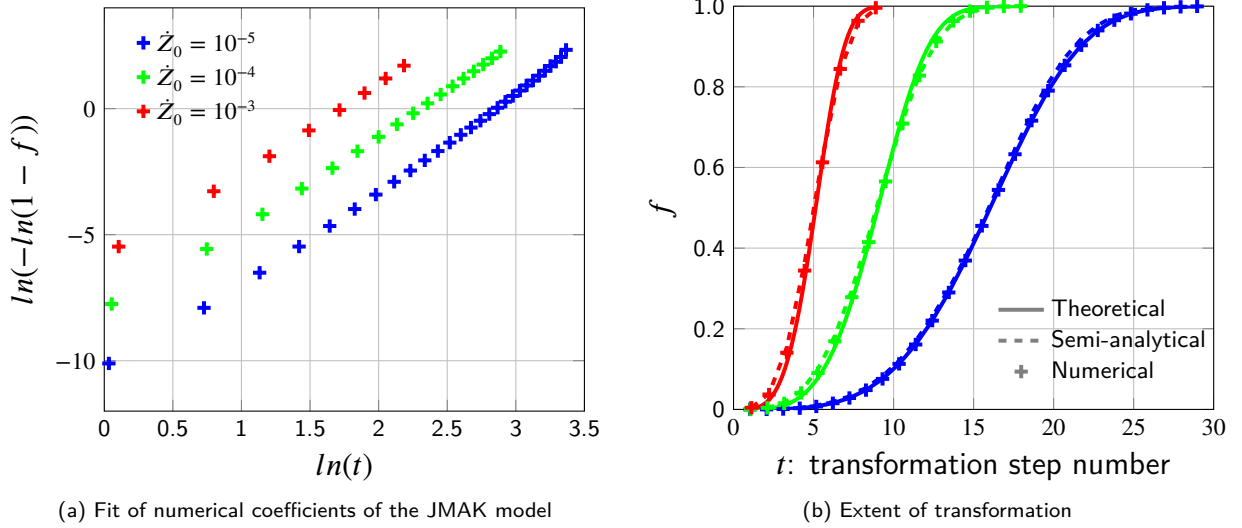 Ż₀ = 10⁻⁵
Ż₀ = 10⁻⁴
Ż₀ = 10⁻³
0
−5
−10
0 0.5 1 1.5 2 2.5 3 3.5
ln(−ln(1 − f))
ln(t)
(a) Fit of numerical coefficients of the JMAK model
1
0.8
0.6
0.4
0.2
0
0 5 10 15 20 25 30
f
Theoretical
Semi-analytical
Numerical
t: transformation step number
(b) Extent of transformation